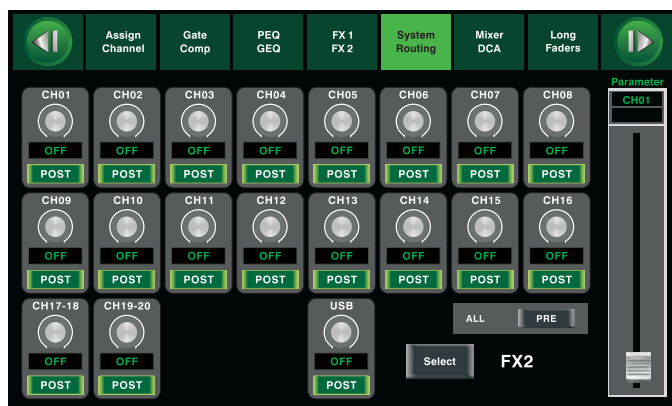 Assign Channel
Gate Comp
PEQ GEQ
FX 1 FX 2
System Routing
Mixer DCA
Long Faders
Parameter
CH01
CH01 CH02 CH03 CH04 CH05 CH06 CH07 CH08
OFF OFF OFF OFF OFF OFF OFF OFF
POST POST POST POST POST POST POST POST
CH09 CH10 CH11 CH12 CH13 CH14 CH15 CH16
OFF OFF OFF OFF OFF OFF OFF OFF
POST POST POST POST POST POST POST POST
CH17-18 CH19-20 USB
OFF OFF OFF
POST POST POST
ALL PRE
Select FX2